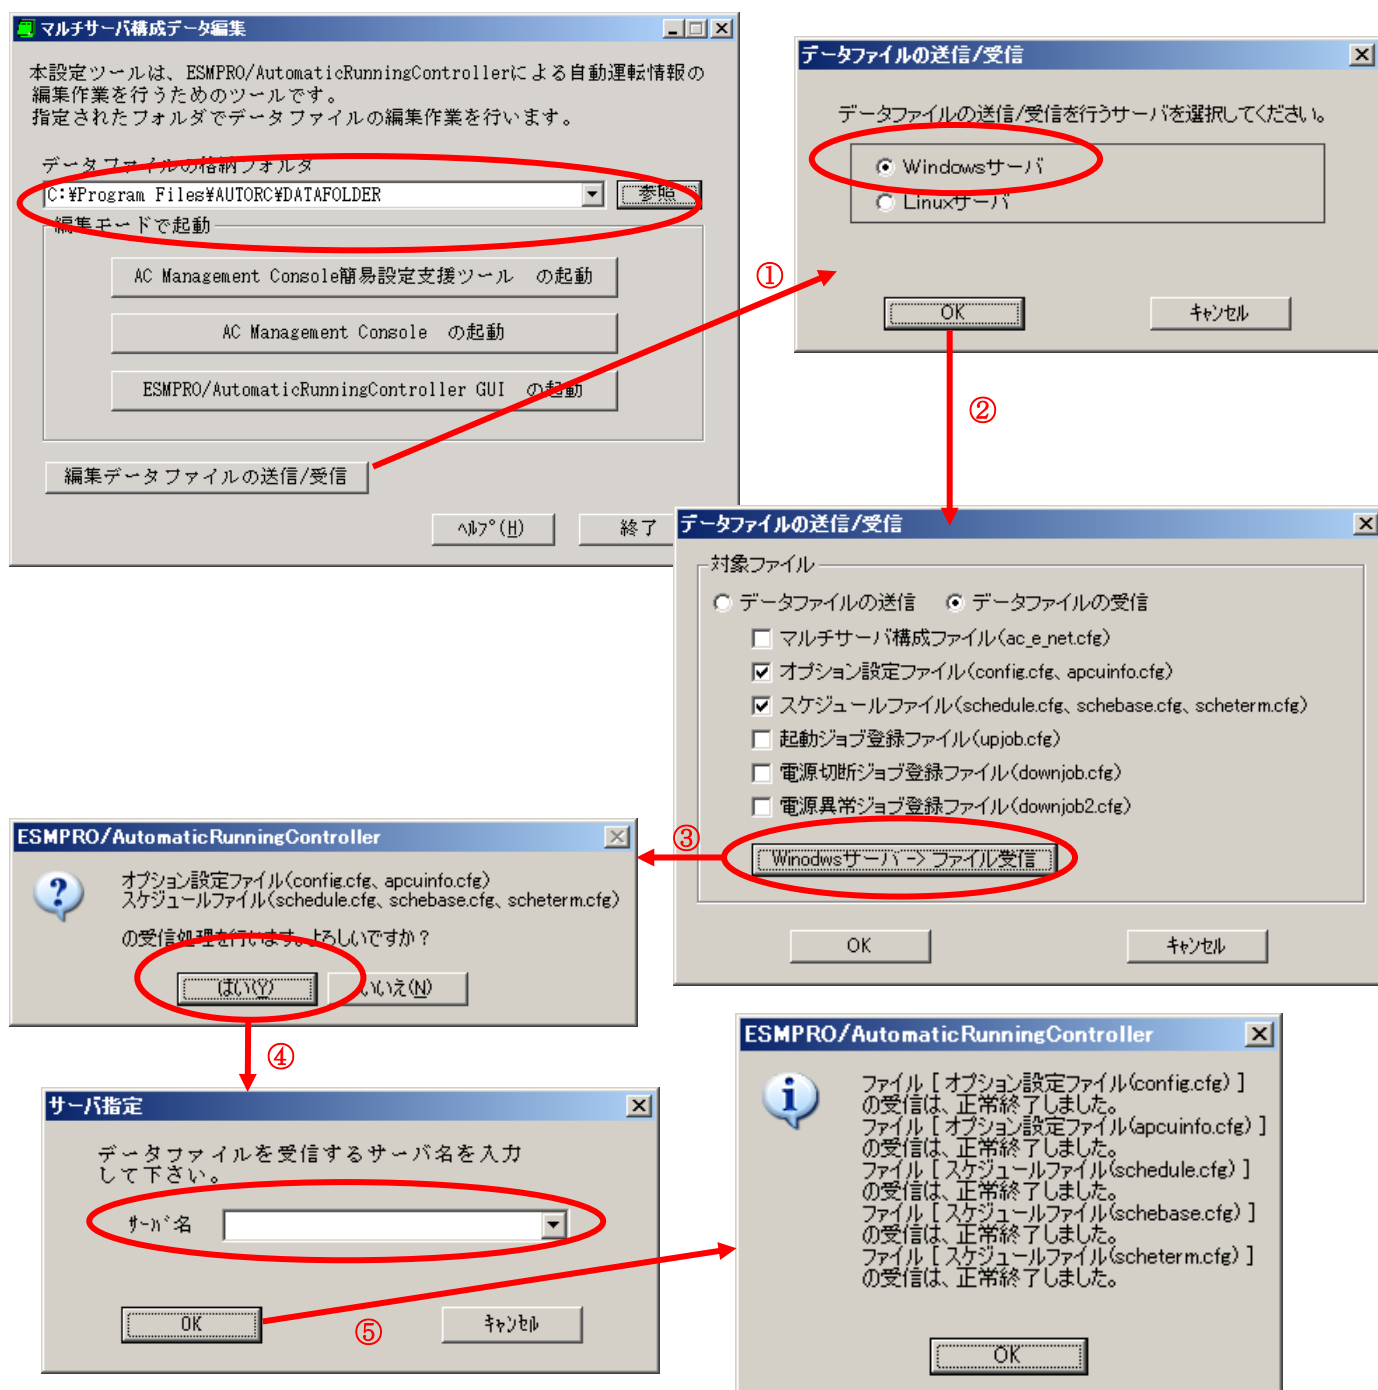 マルチサーバ構成データ編集
本設定ツールは、ESMPRO/AutomaticRunningControllerによる自動運転情報の
編集作業を行うためのツールです。
指定されたフォルダでデータファイルの編集作業を行います。
データファイルの格納フォルダ
C:¥Program Files¥AUTORC¥DATAFOLDER
参照
編集モードで起動
AC Management Console簡易設定支援ツール　の起動
AC Management Console　の起動
ESMPRO/AutomaticRunningController GUI　の起動
編集データファイルの送信/受信
ﾍﾙﾌﾟ(H)
終了
①
データファイルの送信/受信
データファイルの送信/受信を行うサーバを選択してください。
Windowsサーバ
Linuxサーバ
OK
ｷｬﾝｾﾙ
②
データファイルの送信/受信
対象ファイル
データファイルの送信
データファイルの受信
マルチサーバ構成ファイル(ac_e_net.cfg)
オプション設定ファイル(config.cfg、apcuinfo.cfg)
スケジュールファイル(schedule.cfg、schebase.cfg、scheterm.cfg)
起動ジョブ登録ファイル(upjob.cfg)
電源切断ジョブ登録ファイル(downjob.cfg)
電源異常ジョブ登録ファイル(downjob2.cfg)
Winodwsサーバー->ファイル受信
OK
ｷｬﾝｾﾙ
③
ESMPRO/AutomaticRunningController
オプション設定ファイル(config.cfg、apcuinfo.cfg)
スケジュールファイル(schedule.cfg、schebase.cfg、scheterm.cfg)
の受信処理を行います。よろしいですか？
はい(Y)
いいえ(N)
④
サーバ指定
データファイルを受信するサーバ名を入力
して下さい。
ｻｰﾊﾞ名
OK
ｷｬﾝｾﾙ
⑤
ESMPRO/AutomaticRunningController
ファイル [ オプション設定ファイル(config.cfg) ]
の受信は、正常終了しました。
ファイル [ オプション設定ファイル(apcuinfo.cfg) ]
の受信は、正常終了しました。
ファイル [ スケジュールファイル(schedule.cfg) ]
の受信は、正常終了しました。
ファイル [ スケジュールファイル(schebase.cfg) ]
の受信は、正常終了しました。
ファイル [ スケジュールファイル(scheterm.cfg) ]
の受信は、正常終了しました。
OK